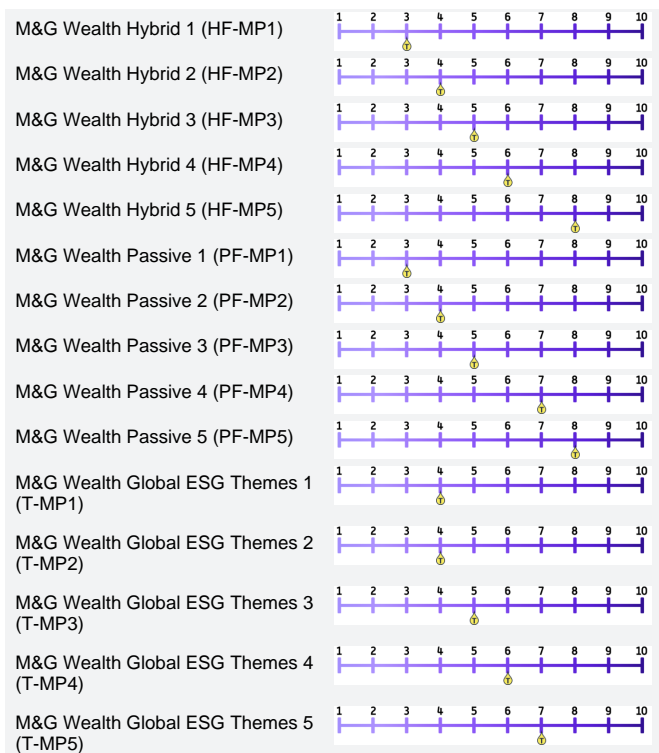 M&G Wealth Hybrid 1 (HF-MP1)
1 2 3 4 5 6 7 8 9 10
T
M&G Wealth Hybrid 2 (HF-MP2)
1 2 3 4 5 6 7 8 9 10
T
M&G Wealth Hybrid 3 (HF-MP3)
1 2 3 4 5 6 7 8 9 10
T
M&G Wealth Hybrid 4 (HF-MP4)
1 2 3 4 5 6 7 8 9 10
T
M&G Wealth Hybrid 5 (HF-MP5)
1 2 3 4 5 6 7 8 9 10
T
M&G Wealth Passive 1 (PF-MP1)
1 2 3 4 5 6 7 8 9 10
T
M&G Wealth Passive 2 (PF-MP2)
1 2 3 4 5 6 7 8 9 10
T
M&G Wealth Passive 3 (PF-MP3)
1 2 3 4 5 6 7 8 9 10
T
M&G Wealth Passive 4 (PF-MP4)
1 2 3 4 5 6 7 8 9 10
T
M&G Wealth Passive 5 (PF-MP5)
1 2 3 4 5 6 7 8 9 10
T
M&G Wealth Global ESG Themes 1
(T-MP1)
1 2 3 4 5 6 7 8 9 10
T
M&G Wealth Global ESG Themes 2
(T-MP2)
1 2 3 4 5 6 7 8 9 10
T
M&G Wealth Global ESG Themes 3
(T-MP3)
1 2 3 4 5 6 7 8 9 10
T
M&G Wealth Global ESG Themes 4
(T-MP4)
1 2 3 4 5 6 7 8 9 10
T
M&G Wealth Global ESG Themes 5
(T-MP5)
1 2 3 4 5 6 7 8 9 10
T